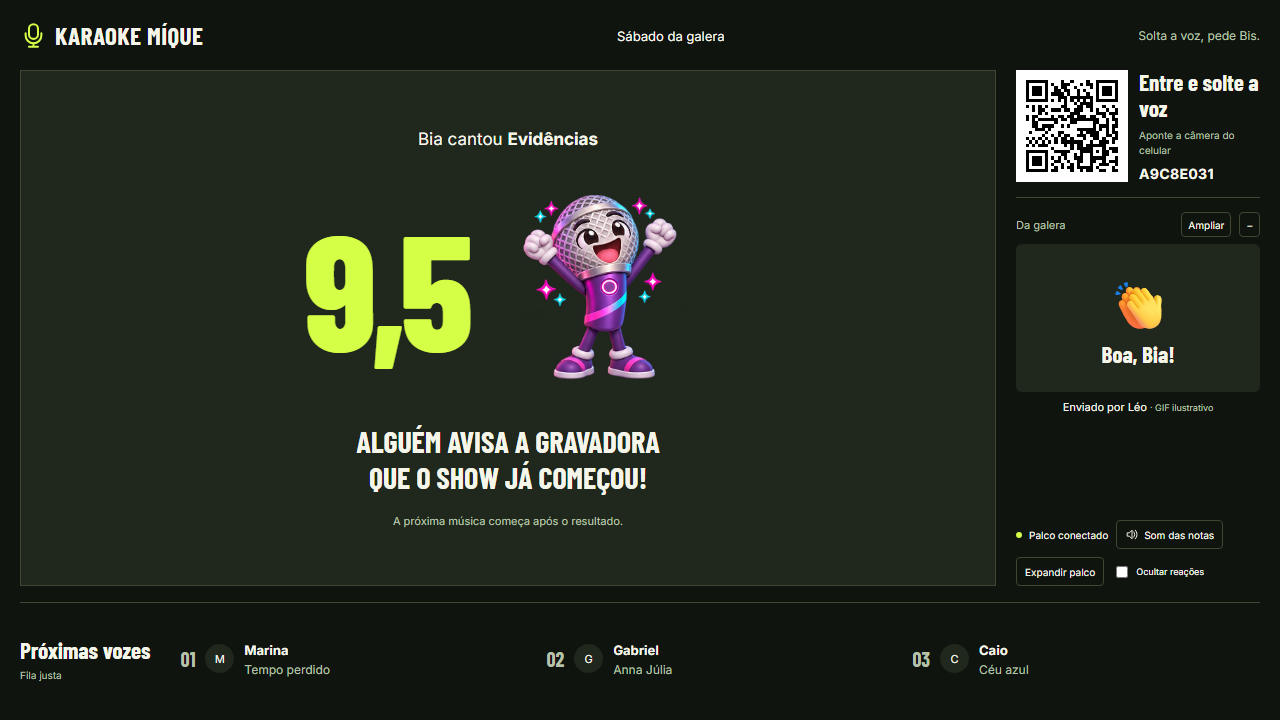 KARAOKE MÍQUE
Sábado da galera
Solta a voz, pede Bis.
Bia cantou Evidências
9,5
ALGUÉM AVISA A GRAVADORA
QUE O SHOW JÁ COMEÇOU!
A próxima música começa após o resultado.
Entre e solte a
voz
Aponte a câmera do
celular
A9C8E031
Da galera
Ampliar
−
Boa, Bia!
Enviado por Léo · GIF ilustrativo
Palco conectado
Som das notas
Expandir palco
Ocultar reações
Próximas vozes
Fila justa
01
M
Marina
Tempo perdido
02
G
Gabriel
Anna Júlia
03
C
Caio
Céu azul